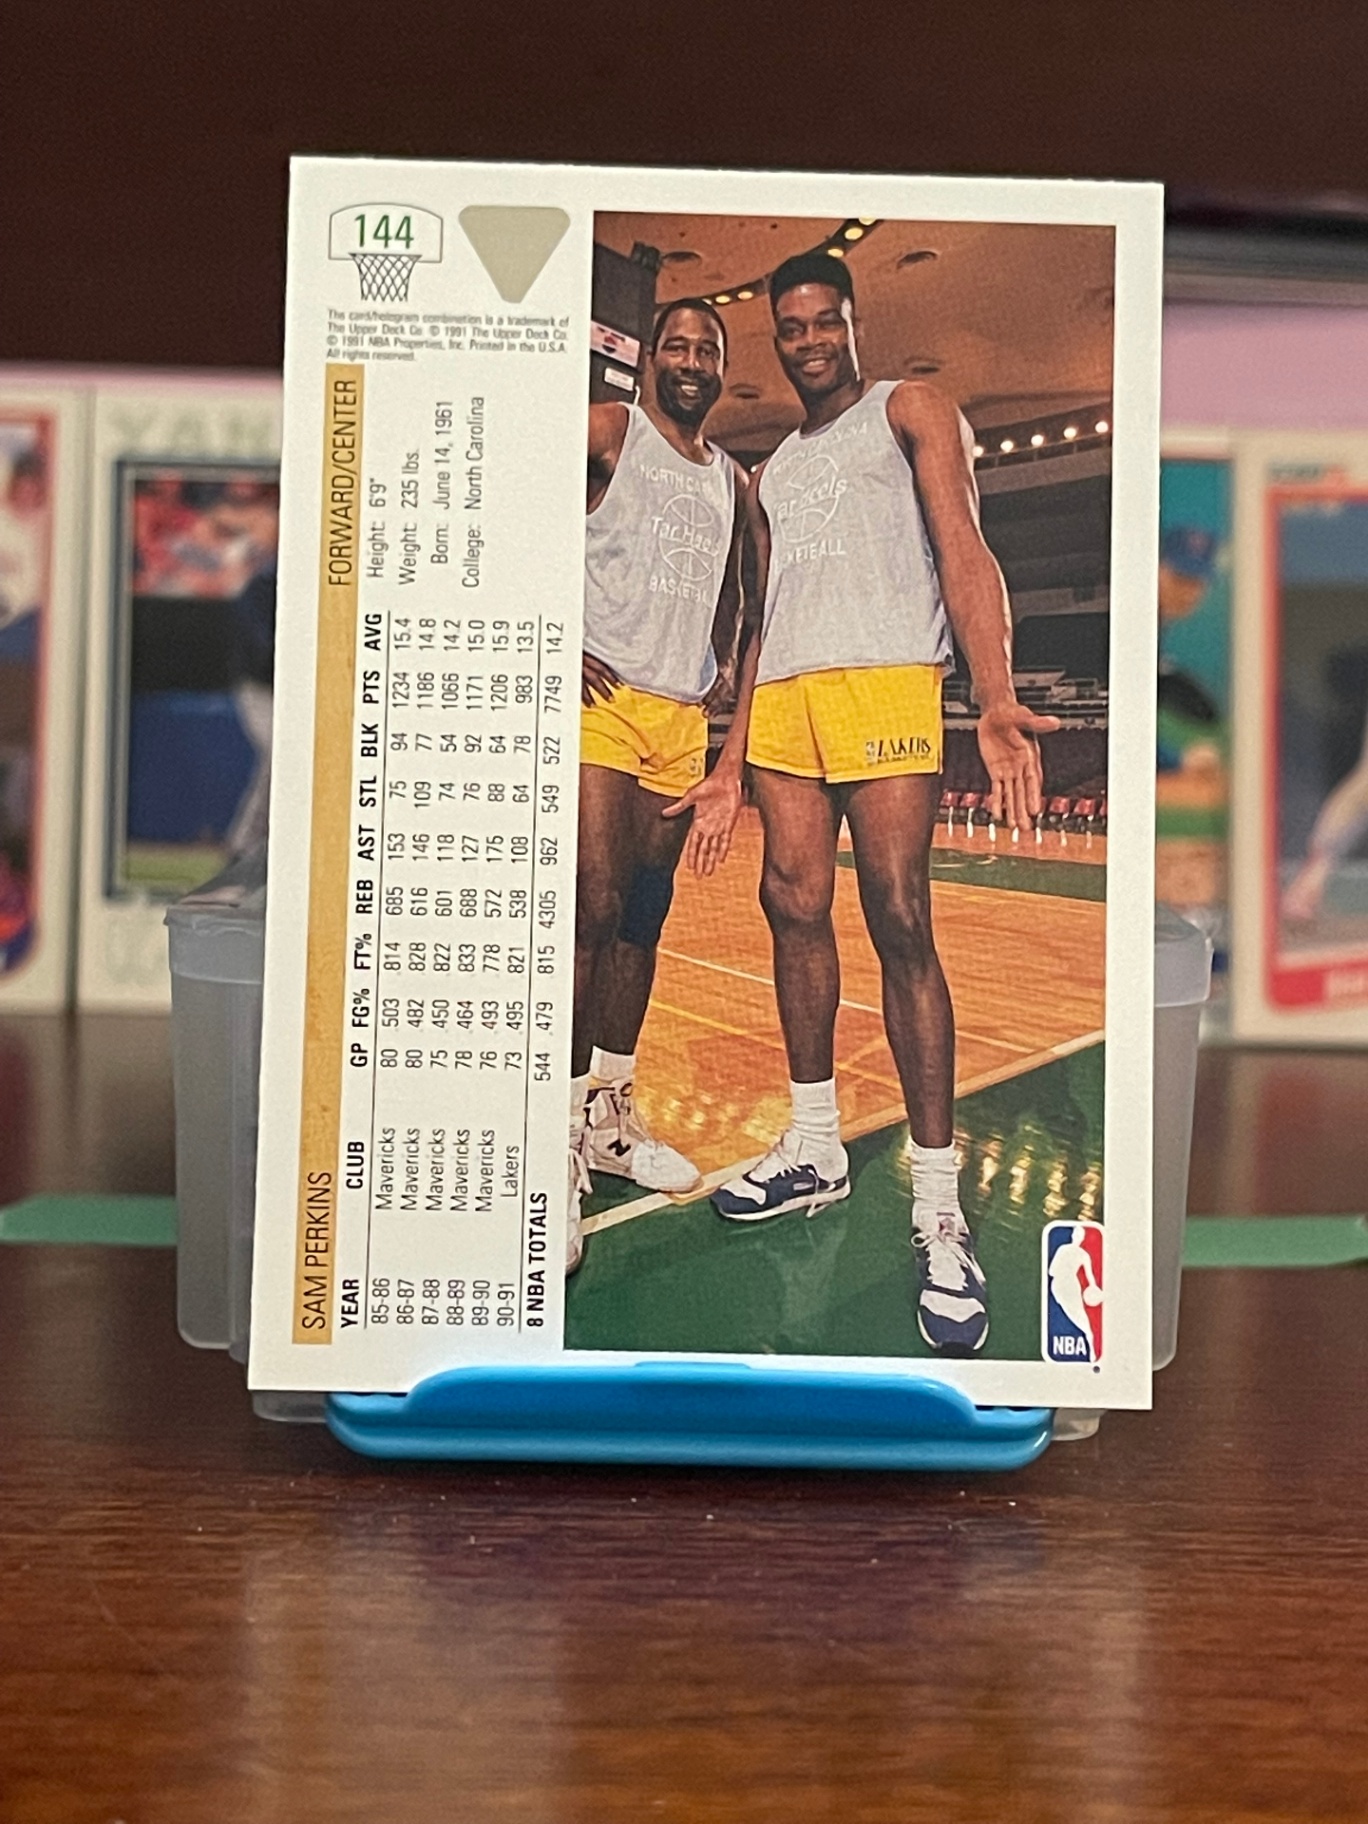 144
The card/hologram combination is a trademark of
The Upper Deck Co. © 1991 The Upper Deck Co.
© 1991 NBA Properties, Inc. Printed in the U.S.A.
All rights reserved.
SAM PERKINS FORWARD/CENTER
Height: 6'9"
Weight: 235 lbs.
Born: June 14, 1961
College: North Carolina
YEAR CLUB GP FG% FT% REB AST STL BLK PTS AVG
85-86 Mavericks 80 .503 .814 685 153 75 94 1234 15.4
86-87 Mavericks 80 .482 .828 616 146 109 77 1186 14.8
87-88 Mavericks 75 .450 .822 601 118 74 54 1066 14.2
88-89 Mavericks 78 .464 .833 688 127 76 92 1171 15.0
89-90 Mavericks 76 .493 .778 572 175 88 64 1206 15.9
90-91 Lakers 73 .495 .821 538 108 64 78 983 13.5
8 NBA TOTALS 544 .479 .815 4305 962 549 522 7749 14.2
NORTH
Tar Heels
BASKETBALL
Tar Heels
LAKERS
N
NBA